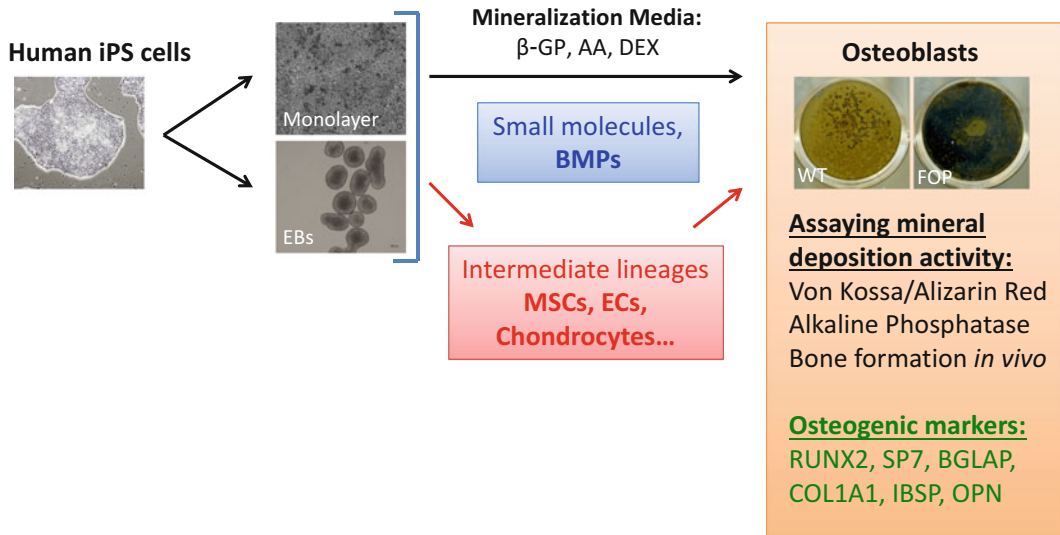 Human iPS cells
Monolayer
EBs
Mineralization Media:
β-GP, AA, DEX
Small molecules,
BMPs
Intermediate lineages
MSCs, ECs,
Chondrocytes…
Osteoblasts
WT
FOP
Assaying mineral
deposition activity:
Von Kossa/Alizarin Red
Alkaline Phosphatase
Bone formation in vivo
Osteogenic markers:
RUNX2, SP7, BGLAP,
COL1A1, IBSP, OPN